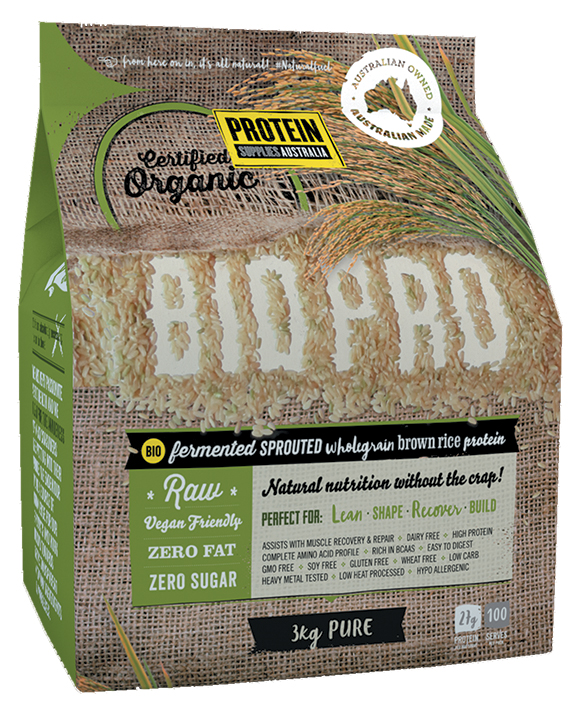 from here on in, it's all natural! #Naturalfuel
AUSTRALIAN OWNED
AUSTRALIAN MADE
PROTEIN
SUPPLIES AUSTRALIA
Certified
Organic
BIOPRO
BIO fermented SPROUTED wholegrain brown rice protein
* Raw *
Vegan Friendly
ZERO FAT
ZERO SUGAR
Natural nutrition without the crap!
PERFECT FOR: Lean · SHAPE · Recover · BUILD
ASSISTS WITH MUSCLE RECOVERY & REPAIR + DAIRY FREE + HIGH PROTEIN
COMPLETE AMINO ACID PROFILE + RICH IN BCAAS + EASY TO DIGEST
GMO FREE + SOY FREE + GLUTEN FREE + WHEAT FREE + LOW CARB
HEAVY METAL TESTED + LOW HEAT PROCESSED + HYPO ALLERGENIC
3kg PURE
27g
PROTEIN
100
SERVES